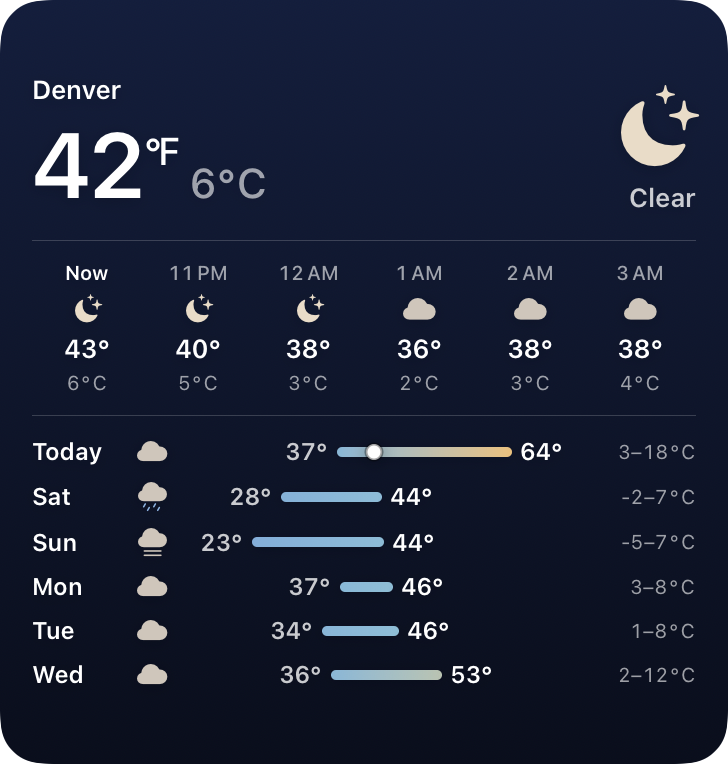 Denver
42°F 6°C
Clear
Now 11 PM 12 AM 1 AM 2 AM 3 AM
43° 40° 38° 36° 38° 38°
6°C 5°C 3°C 2°C 3°C 4°C
Today 37° 64° 3–18°C
Sat 28° 44° -2–7°C
Sun 23° 44° -5–7°C
Mon 37° 46° 3–8°C
Tue 34° 46° 1–8°C
Wed 36° 53° 2–12°C